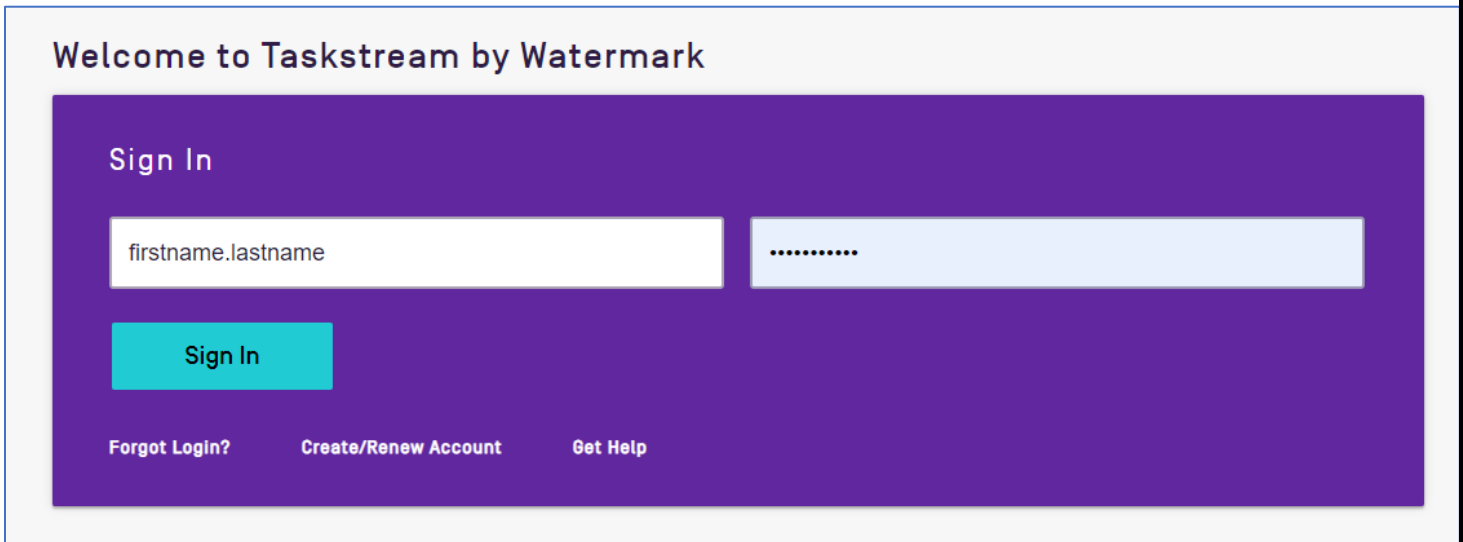 Welcome to Taskstream by Watermark
Sign In
firstname.lastname
•••••••••••
Sign In
Forgot Login? Create/Renew Account Get Help